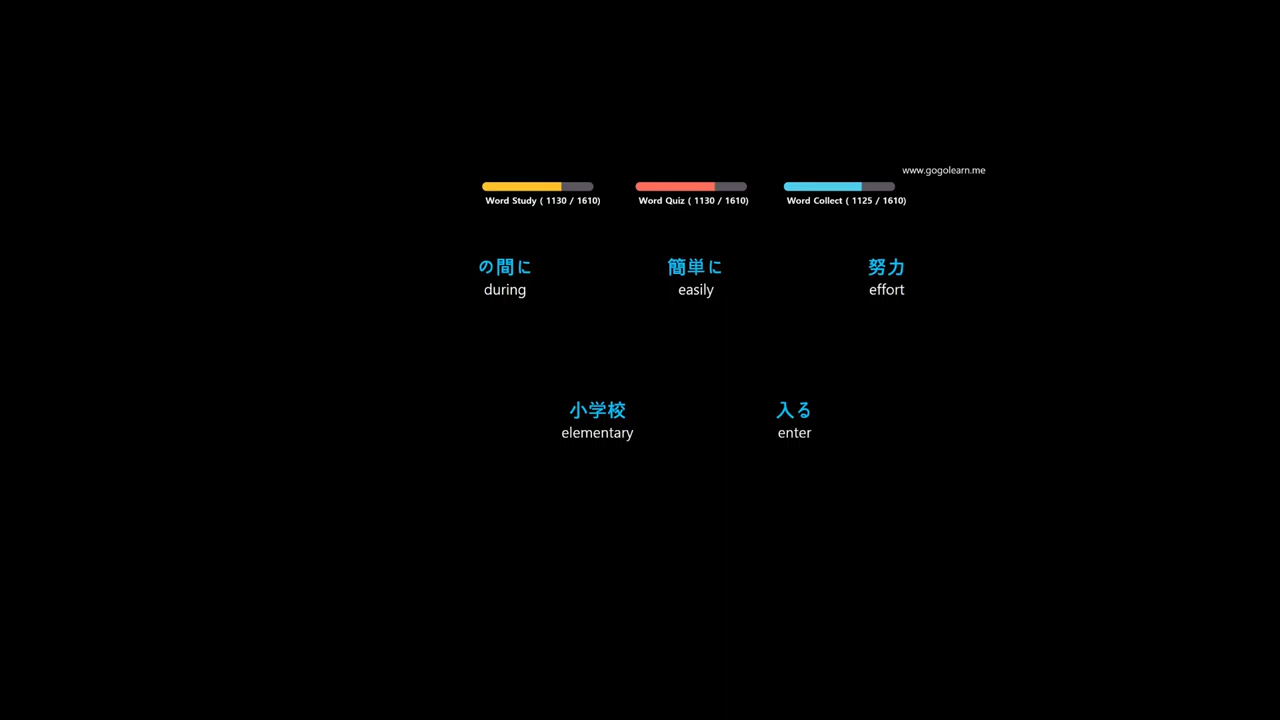 www.gogolearn.me
Word Study ( 1130 / 1610)
Word Quiz ( 1130 / 1610)
Word Collect ( 1125 / 1610)
の間に
during
簡単に
easily
努力
effort
小学校
elementary
入る
enter